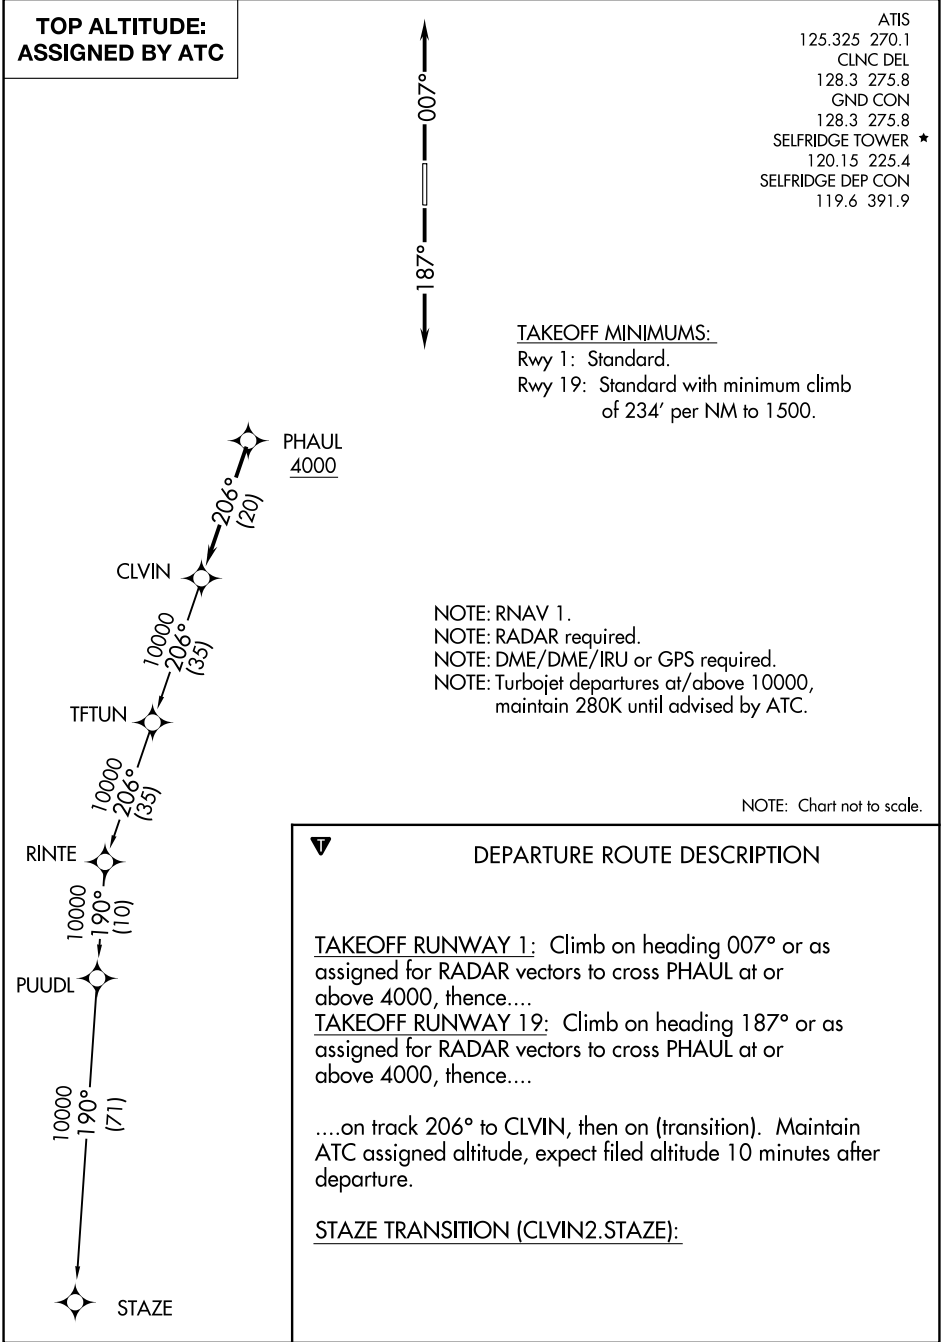 TOP ALTITUDE:
ASSIGNED BY ATC
ATIS
125.325 270.1
CLNC DEL
128.3 275.8
GND CON
128.3 275.8
SELFRIDGE TOWER ★
120.15 225.4
SELFRIDGE DEP CON
119.6 391.9
007°
187°
TAKEOFF MINIMUMS:
Rwy 1: Standard.
Rwy 19: Standard with minimum climb
of 234' per NM to 1500.
PHAUL
4000
206°
(20)
CLVIN
10000
206°
(35)
TFTUN
10000
206°
(35)
RINTE
10000
190°
(10)
PUUDL
10000
190°
(71)
STAZE
NOTE: RNAV 1.
NOTE: RADAR required.
NOTE: DME/DME/IRU or GPS required.
NOTE: Turbojet departures at/above 10000,
maintain 280K until advised by ATC.
NOTE: Chart not to scale.
T
DEPARTURE ROUTE DESCRIPTION
TAKEOFF RUNWAY 1: Climb on heading 007° or as
assigned for RADAR vectors to cross PHAUL at or
above 4000, thence....
TAKEOFF RUNWAY 19: Climb on heading 187° or as
assigned for RADAR vectors to cross PHAUL at or
above 4000, thence....
....on track 206° to CLVIN, then on (transition). Maintain
ATC assigned altitude, expect filed altitude 10 minutes after
departure.
STAZE TRANSITION (CLVIN2.STAZE):